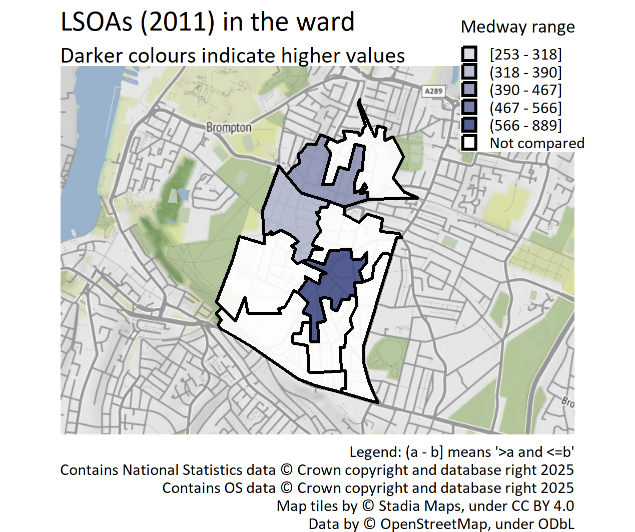 LSOAs (2011) in the ward
Darker colours indicate higher values
Medway range
[253 - 318]
(318 - 390]
(390 - 467]
(467 - 566]
(566 - 889]
Not compared
A289
Brompton
Bro
Legend: (a - b] means '>a and <=b'
Contains National Statistics data © Crown copyright and database right 2025
Contains OS data © Crown copyright and database right 2025
Map tiles by © Stadia Maps, under CC BY 4.0
Data by © OpenStreetMap, under ODbL